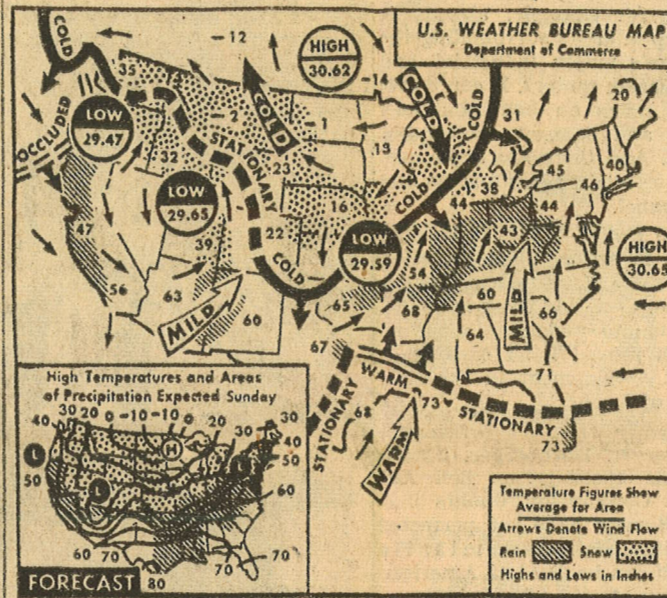 U.S. WEATHER BUREAU MAP
Department of Commerce
COLD
-12
HIGH
30.62
-14
COLD
COLD
20
35
LOW
29.47
OCCLUDED
-2
COLD
-1
31
STATIONARY
13
32
23
45
40
46
38
LOW
29.65
16
COLD
44
44
47
39
22
LOW
29.59
43
HIGH
30.65
56
63
COLD
54
60
MILD
60
65
68
MILD
66
64
67
WARM
71
STATIONARY
68
73
STATIONARY
73
WARM
High Temperatures and Areas
of Precipitation Expected Sunday
40 30 20 0 -10 -10 0 20 30 30
40
50
60
L
H
L
L
50
60 70
80
70
70
FORECAST
Temperature Figures Show
Average for Area
Arrows Denote Wind Flow
Rain Snow
Highs and Lows in Inches